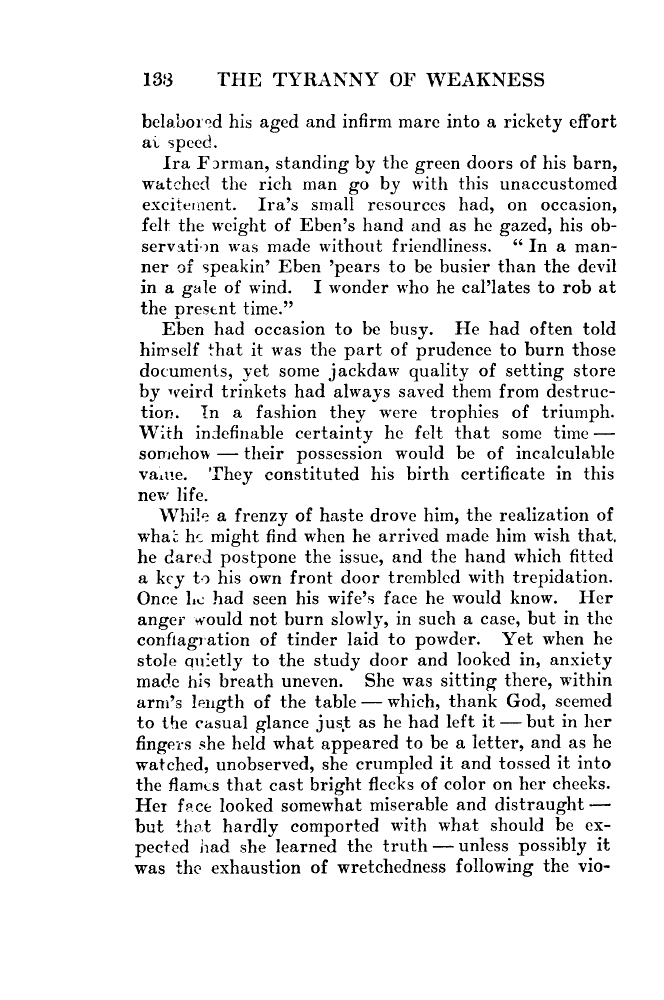 138 THE TYRANNY OF WEAKNESS
belabored his aged and infirm mare into a rickety effort
at speed.
Ira Forman, standing by the green doors of his barn,
watched the rich man go by with this unaccustomed
excitement. Ira's small resources had, on occasion,
felt the weight of Eben's hand and as he gazed, his ob-
servation was made without friendliness. “ In a man-
ner of speakin' Eben 'pears to be busier than the devil
in a gale of wind. I wonder who he cal'lates to rob at
the present time.”
Eben had occasion to be busy. He had often told
himself that it was the part of prudence to burn those
documents, yet some jackdaw quality of setting store
by weird trinkets had always saved them from destruc-
tion. In a fashion they were trophies of triumph.
With indefinable certainty he felt that some time —
somehow — their possession would be of incalculable
value. They constituted his birth certificate in this
new life.
While a frenzy of haste drove him, the realization of
what he might find when he arrived made him wish that
he dared postpone the issue, and the hand which fitted
a key to his own front door trembled with trepidation.
Once he had seen his wife's face he would know. Her
anger would not burn slowly, in such a case, but in the
conflagration of tinder laid to powder. Yet when he
stole quietly to the study door and looked in, anxiety
made his breath uneven. She was sitting there, within
arm's length of the table — which, thank God, seemed
to the casual glance just as he had left it — but in her
fingers she held what appeared to be a letter, and as he
watched, unobserved, she crumpled it and tossed it into
the flames that cast bright flecks of color on her cheeks.
Her face looked somewhat miserable and distraught —
but that hardly comported with what should be ex-
pected had she learned the truth — unless possibly it
was the exhaustion of wretchedness following the vio-